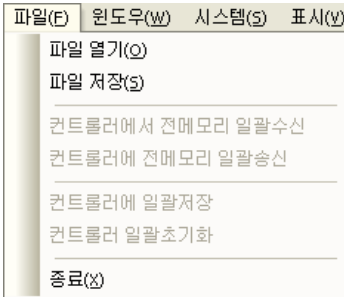 파일(F) 윈도우(W) 시스템(S) 표시(V)
파일 열기(O)
파일 저장(S)
컨트롤러에서 전메모리 일괄수신
컨트롤러에 전메모리 일괄송신
컨트롤러에 일괄저장
컨트롤러 일괄초기화
종료(X)